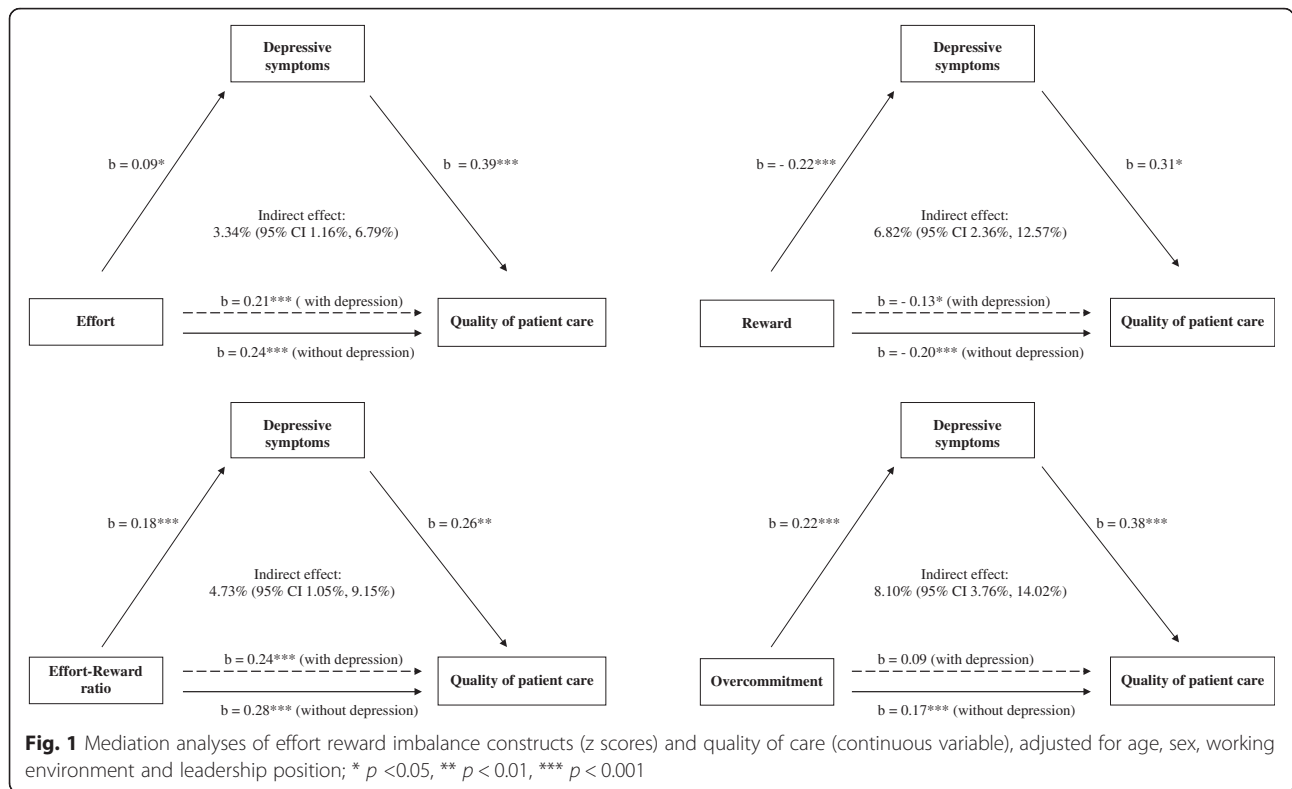 Depressive
symptoms
b = 0.09*
b = 0.39***
Indirect effect:
3.34% (95% CI 1.16%, 6.79%)
Effort
b = 0.21*** ( with depression)
b = 0.24*** (without depression)
Quality of patient care
Depressive
symptoms
b = - 0.22***
b = 0.31*
Indirect effect:
6.82% (95% CI 2.36%, 12.57%)
Reward
b = - 0.13* (with depression)
b = - 0.20*** (without depression)
Quality of patient care
Depressive
symptoms
b = 0.18***
b = 0.26**
Indirect effect:
4.73% (95% CI 1.05%, 9.15%)
Effort-Reward
ratio
b = 0.24*** (with depression)
b = 0.28*** (without depression)
Quality of patient care
Depressive
symptoms
b = 0.22***
b = 0.38***
Indirect effect:
8.10% (95% CI 3.76%, 14.02%)
Overcommitment
b = 0.09 (with depression)
b = 0.17*** (without depression)
Quality of patient care
Fig. 1 Mediation analyses of effort reward imbalance constructs (z scores) and quality of care (continuous variable), adjusted for age, sex, working
environment and leadership position; * p <0.05, ** p < 0.01, *** p < 0.001